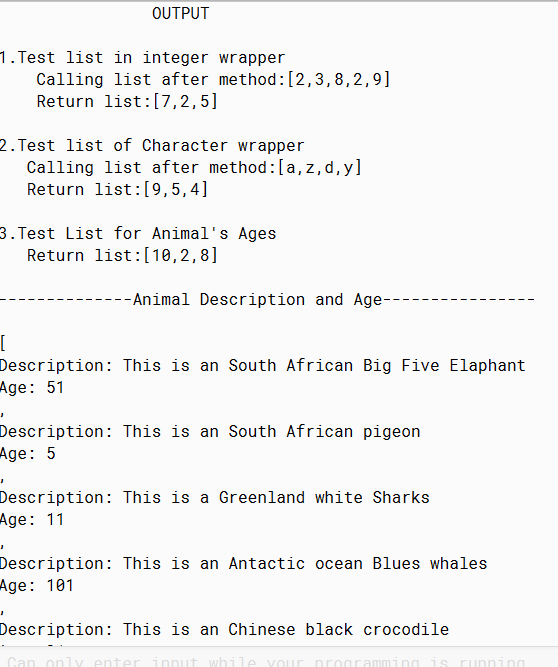 OUTPUT
1.Test list in integer wrapper
Calling list after method:[2,3,8,2,9]
Return list:[7,2,5]
2.Test list of Character wrapper
Calling list after method:[a,z,d,y]
Return list:[9,5,4]
3.Test List for Animal's Ages
Return list:[10,2,8]
--------------Animal Description and Age----------------
[
Description: This is an South African Big Five Elaphant
Age: 51
,
Description: This is an South African pigeon
Age: 5
,
Description: This is a Greenland white Sharks
Age: 11
,
Description: This is an Antactic ocean Blues whales
Age: 101
,
Description: This is an Chinese black crocodile
Can only enter input while your programming is running